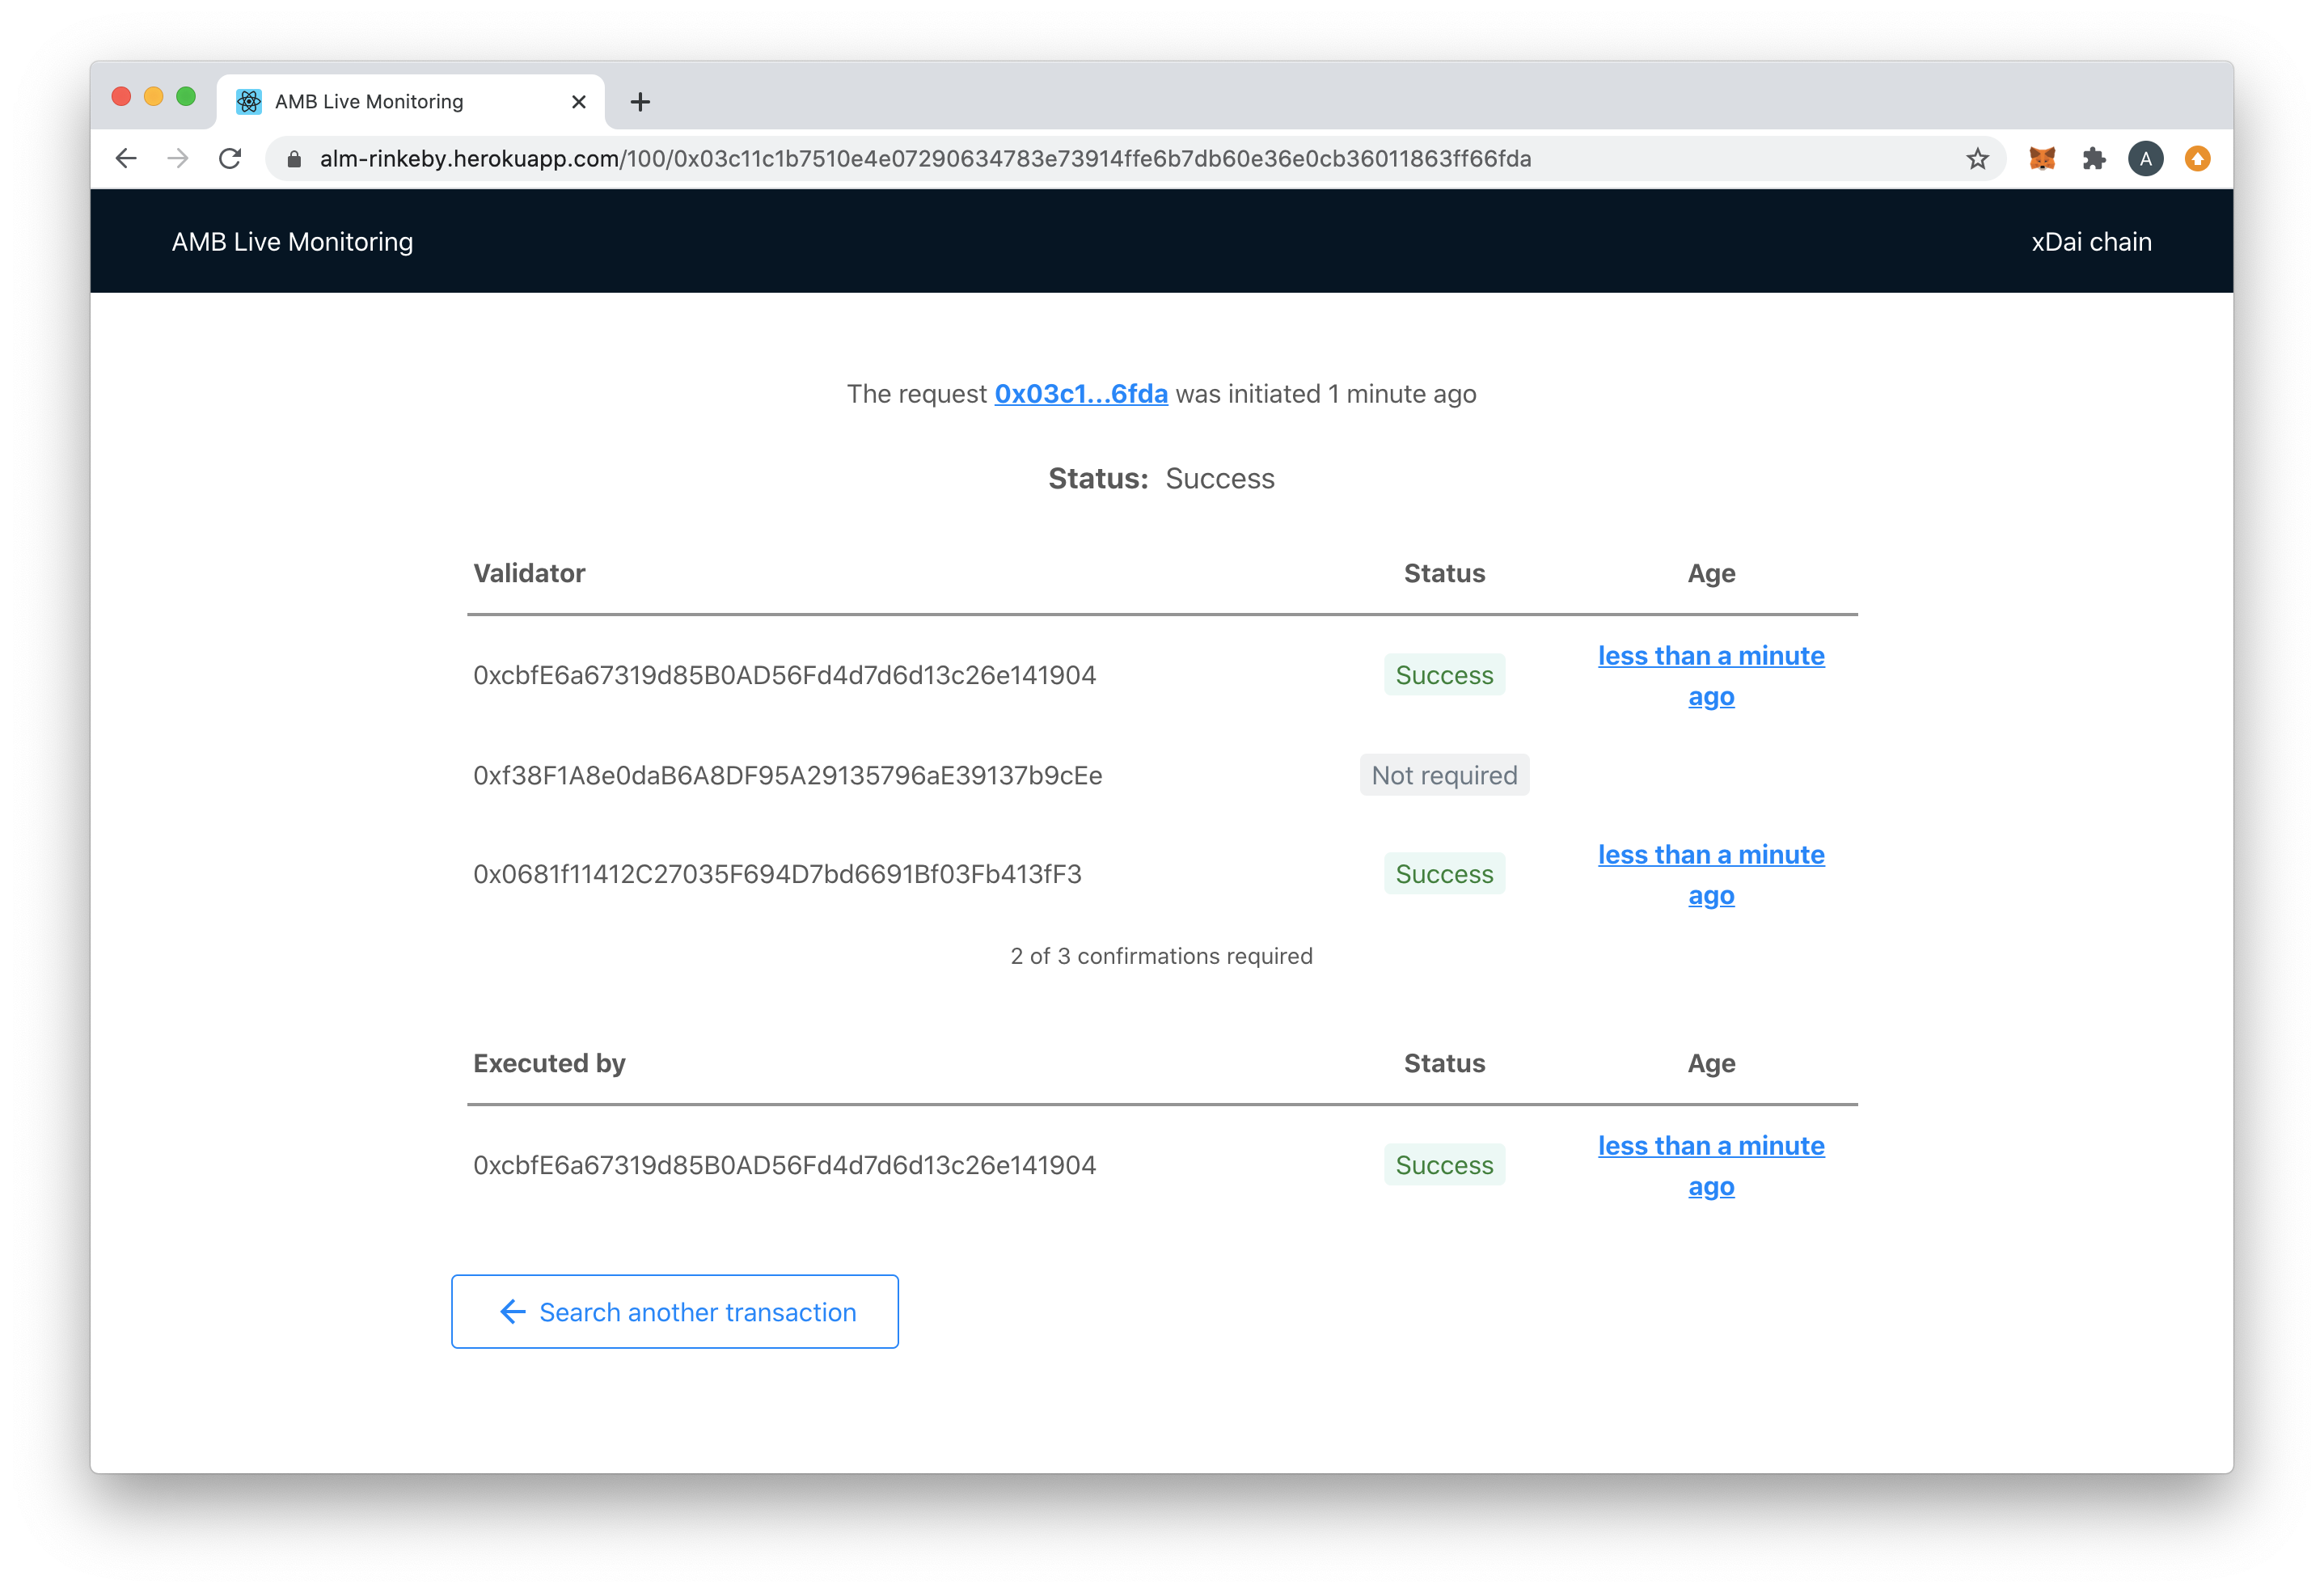 AMB Live Monitoring
alm-rinkeby.herokuapp.com/100/0x03c11c1b7510e4e07290634783e73914ffe6b7db60e36e0cb36011863ff66fda
A
AMB Live Monitoring
xDai chain
The request 0x03c1...6fda was initiated 1 minute ago
Status: Success
Validator Status Age
0xcbfE6a67319d85B0AD56Fd4d7d6d13c26e141904 Success less than a minute
ago
0xf38F1A8e0daB6A8DF95A29135796aE39137b9cEe Not required
0x0681f11412C27035F694D7bd6691Bf03Fb413fF3 Success less than a minute
ago
2 of 3 confirmations required
Executed by Status Age
0xcbfE6a67319d85B0AD56Fd4d7d6d13c26e141904 Success less than a minute
ago
Search another transaction